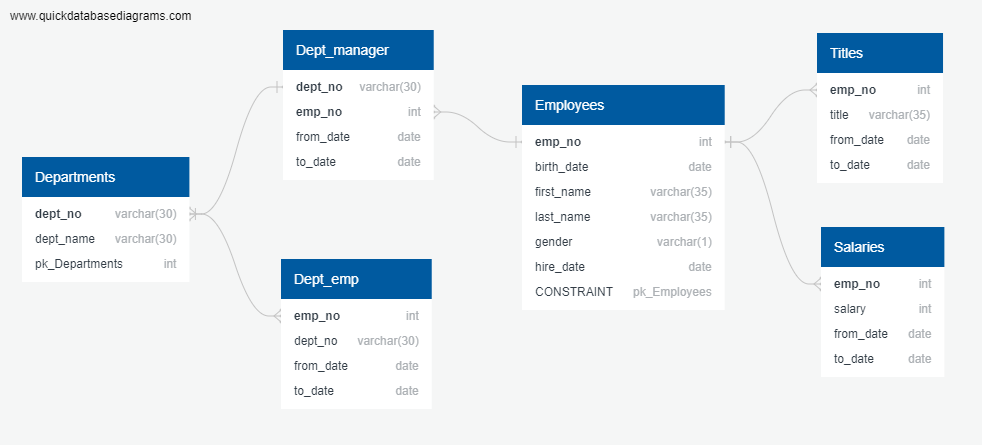 www.quickdatabasediagrams.com
Departments
dept_no varchar(30)
dept_name varchar(30)
pk_Departments int
Dept_manager
dept_no varchar(30)
emp_no int
from_date date
to_date date
Dept_emp
emp_no int
dept_no varchar(30)
from_date date
to_date date
Employees
emp_no int
birth_date date
first_name varchar(35)
last_name varchar(35)
gender varchar(1)
hire_date date
CONSTRAINT pk_Employees
Titles
emp_no int
title varchar(35)
from_date date
to_date date
Salaries
emp_no int
salary int
from_date date
to_date date